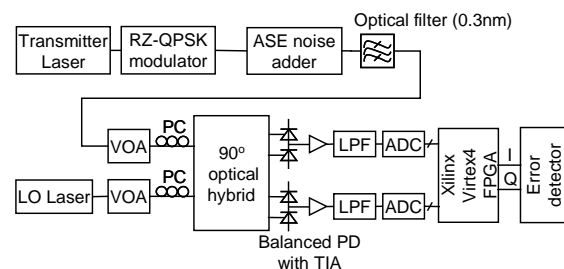 Optical filter (0.3nm)
Transmitter
Laser
RZ-QPSK
modulator
ASE noise
adder
VOA
PC
90º
optical
hybrid
LO Laser
VOA
PC
LPF
ADC
LPF
ADC
Balanced PD
with TIA
Xilinx
Virtex4
FPGA
I
Q
Error
detector